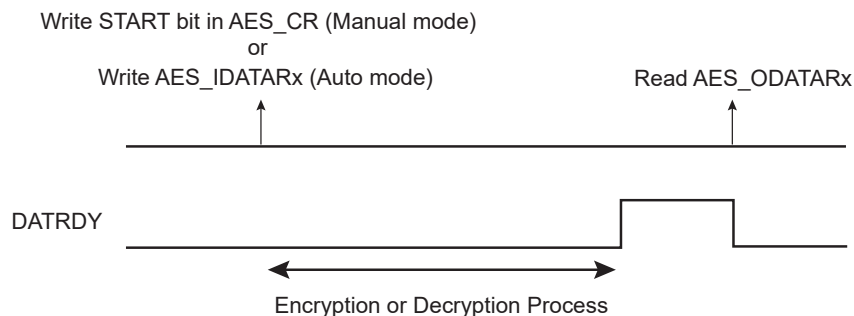 Write START bit in AES_CR (Manual mode)
or
Write AES_IDATARx (Auto mode)
Read AES_ODATARx
DATRDY
Encryption or Decryption Process